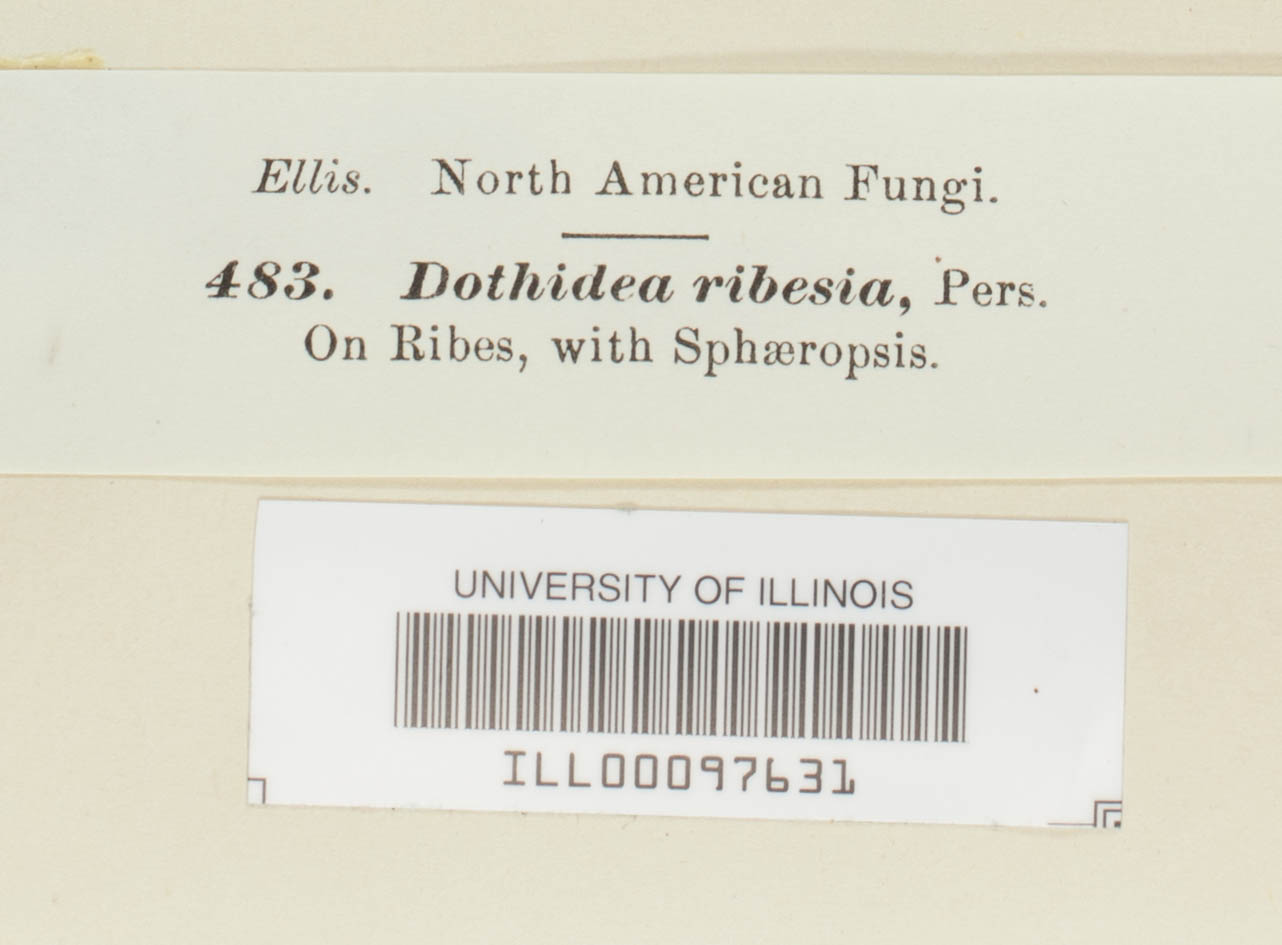 Ellis. North American Fungi.
483. Dothidea ribesia, Pers.
On Ribes, with Sphæropsis.
UNIVERSITY OF ILLINOIS
ILL00097631